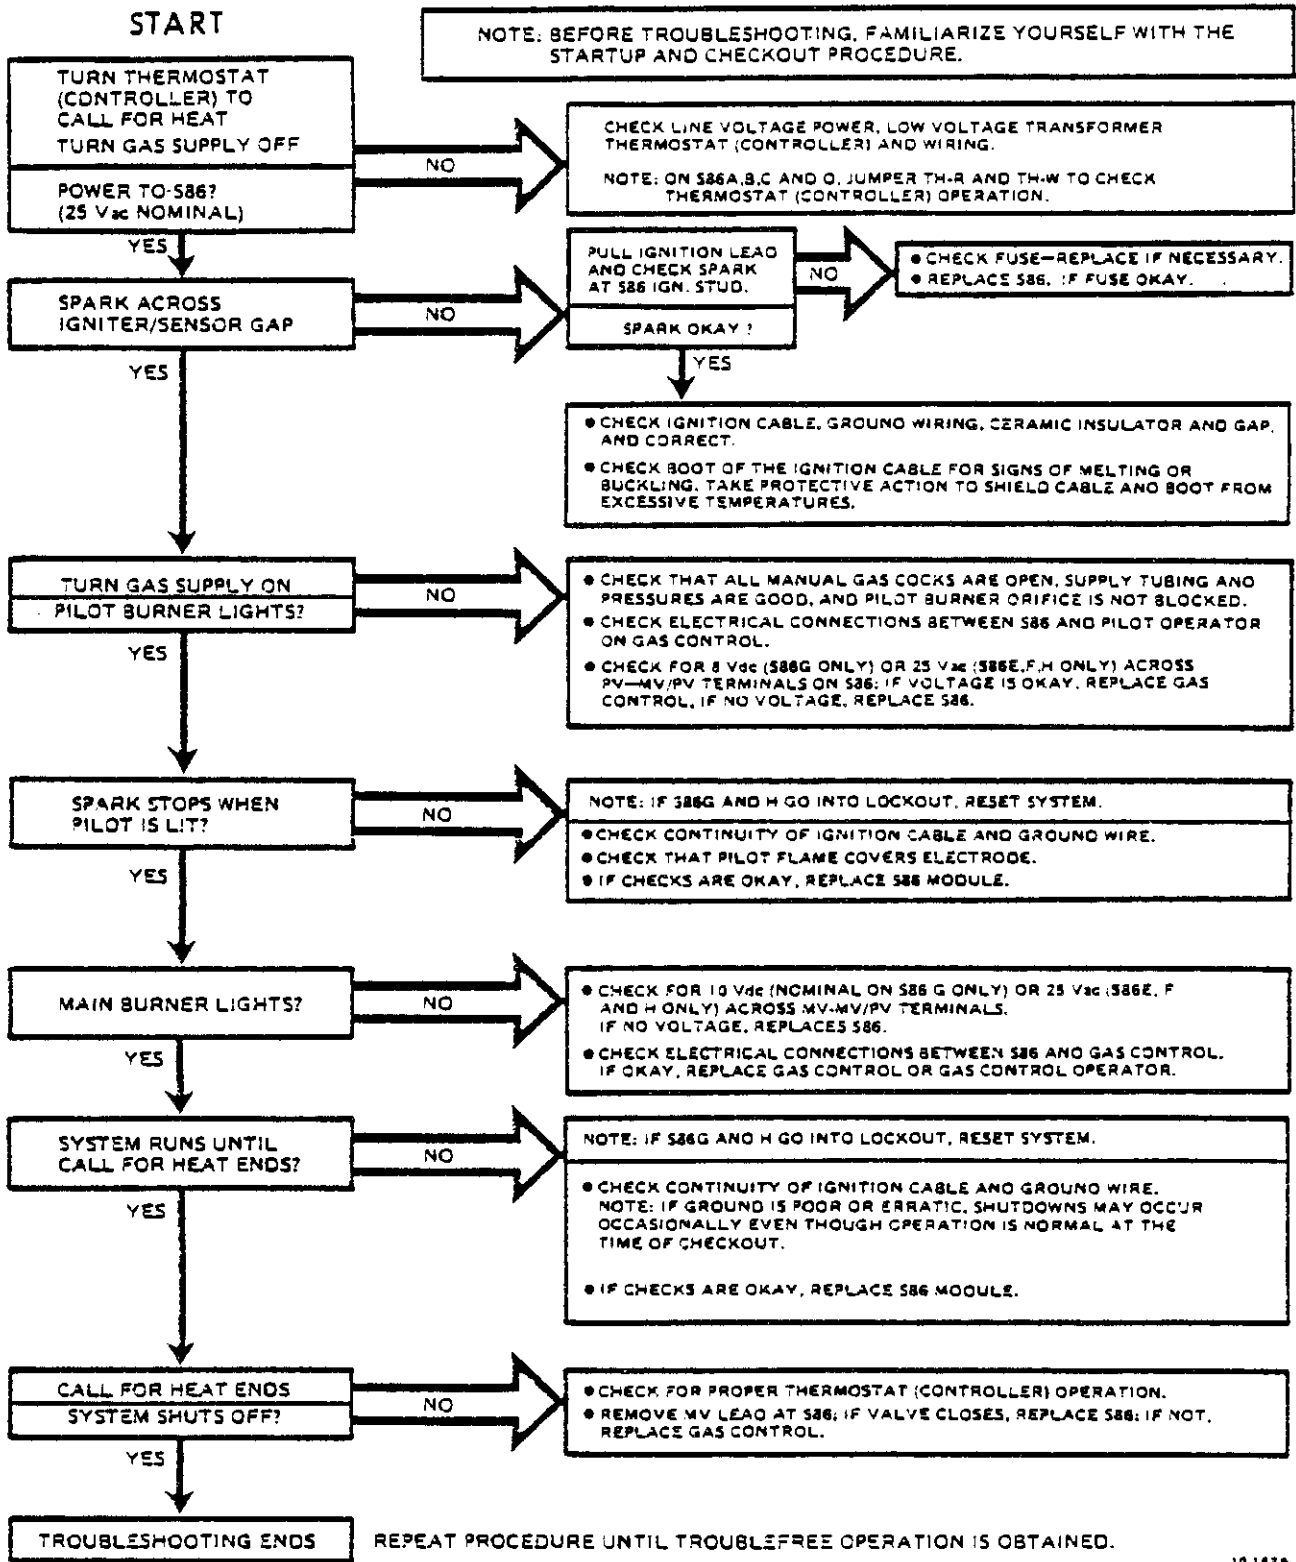 START
NOTE: BEFORE TROUBLESHOOTING, FAMILIARIZE YOURSELF WITH THE
STARTUP AND CHECKOUT PROCEDURE.
TURN THERMOSTAT
(CONTROLLER) TO
CALL FOR HEAT
TURN GAS SUPPLY OFF
POWER TO S86?
(25 Vac NOMINAL)
NO
CHECK LINE VOLTAGE POWER, LOW VOLTAGE TRANSFORMER
THERMOSTAT (CONTROLLER) AND WIRING.
NOTE: ON S86A,B,C AND D, JUMPER TH-R AND TH-W TO CHECK
THERMOSTAT (CONTROLLER) OPERATION.
YES
SPARK ACROSS
IGNITER/SENSOR GAP
NO
PULL IGNITION LEAD
AND CHECK SPARK
AT S86 IGN. STUD.
SPARK OKAY?
NO
● CHECK FUSE—REPLACE IF NECESSARY.
● REPLACE S86, IF FUSE OKAY.
YES
● CHECK IGNITION CABLE, GROUND WIRING, CERAMIC INSULATOR AND GAP,
AND CORRECT.
● CHECK BOOT OF THE IGNITION CABLE FOR SIGNS OF MELTING OR
BUCKLING. TAKE PROTECTIVE ACTION TO SHIELD CABLE AND BOOT FROM
EXCESSIVE TEMPERATURES.
YES
TURN GAS SUPPLY ON
PILOT BURNER LIGHTS?
NO
● CHECK THAT ALL MANUAL GAS COCKS ARE OPEN, SUPPLY TUBING AND
PRESSURES ARE GOOD, AND PILOT BURNER ORIFICE IS NOT BLOCKED.
● CHECK ELECTRICAL CONNECTIONS BETWEEN S86 AND PILOT OPERATOR
ON GAS CONTROL.
● CHECK FOR 8 Vdc (S86G ONLY) OR 25 Vac (S86E,F,H ONLY) ACROSS
PV—MV/PV TERMINALS ON S86; IF VOLTAGE IS OKAY, REPLACE GAS
CONTROL, IF NO VOLTAGE, REPLACE S86.
YES
SPARK STOPS WHEN
PILOT IS LIT?
NO
NOTE: IF S86G AND H GO INTO LOCKOUT, RESET SYSTEM.
● CHECK CONTINUITY OF IGNITION CABLE AND GROUND WIRE.
● CHECK THAT PILOT FLAME COVERS ELECTRODE.
● IF CHECKS ARE OKAY, REPLACE S86 MODULE.
YES
MAIN BURNER LIGHTS?
NO
● CHECK FOR 10 Vdc (NOMINAL ON S86 G ONLY) OR 25 Vac (S86E, F
AND H ONLY) ACROSS MV-MV/PV TERMINALS.
IF NO VOLTAGE, REPLACES S86.
● CHECK ELECTRICAL CONNECTIONS BETWEEN S86 AND GAS CONTROL.
IF OKAY, REPLACE GAS CONTROL OR GAS CONTROL OPERATOR.
YES
SYSTEM RUNS UNTIL
CALL FOR HEAT ENDS?
NO
NOTE: IF S86G AND H GO INTO LOCKOUT, RESET SYSTEM.
● CHECK CONTINUITY OF IGNITION CABLE AND GROUND WIRE.
NOTE: IF GROUND IS POOR OR ERRATIC, SHUTDOWNS MAY OCCUR
OCCASIONALLY EVEN THOUGH OPERATION IS NORMAL AT THE
TIME OF CHECKOUT.
● IF CHECKS ARE OKAY, REPLACE S86 MODULE.
YES
CALL FOR HEAT ENDS
SYSTEM SHUTS OFF?
NO
● CHECK FOR PROPER THERMOSTAT (CONTROLLER) OPERATION.
● REMOVE MV LEAD AT S86; IF VALVE CLOSES, REPLACE S86; IF NOT,
REPLACE GAS CONTROL.
YES
TROUBLESHOOTING ENDS
REPEAT PROCEDURE UNTIL TROUBLEFREE OPERATION IS OBTAINED.